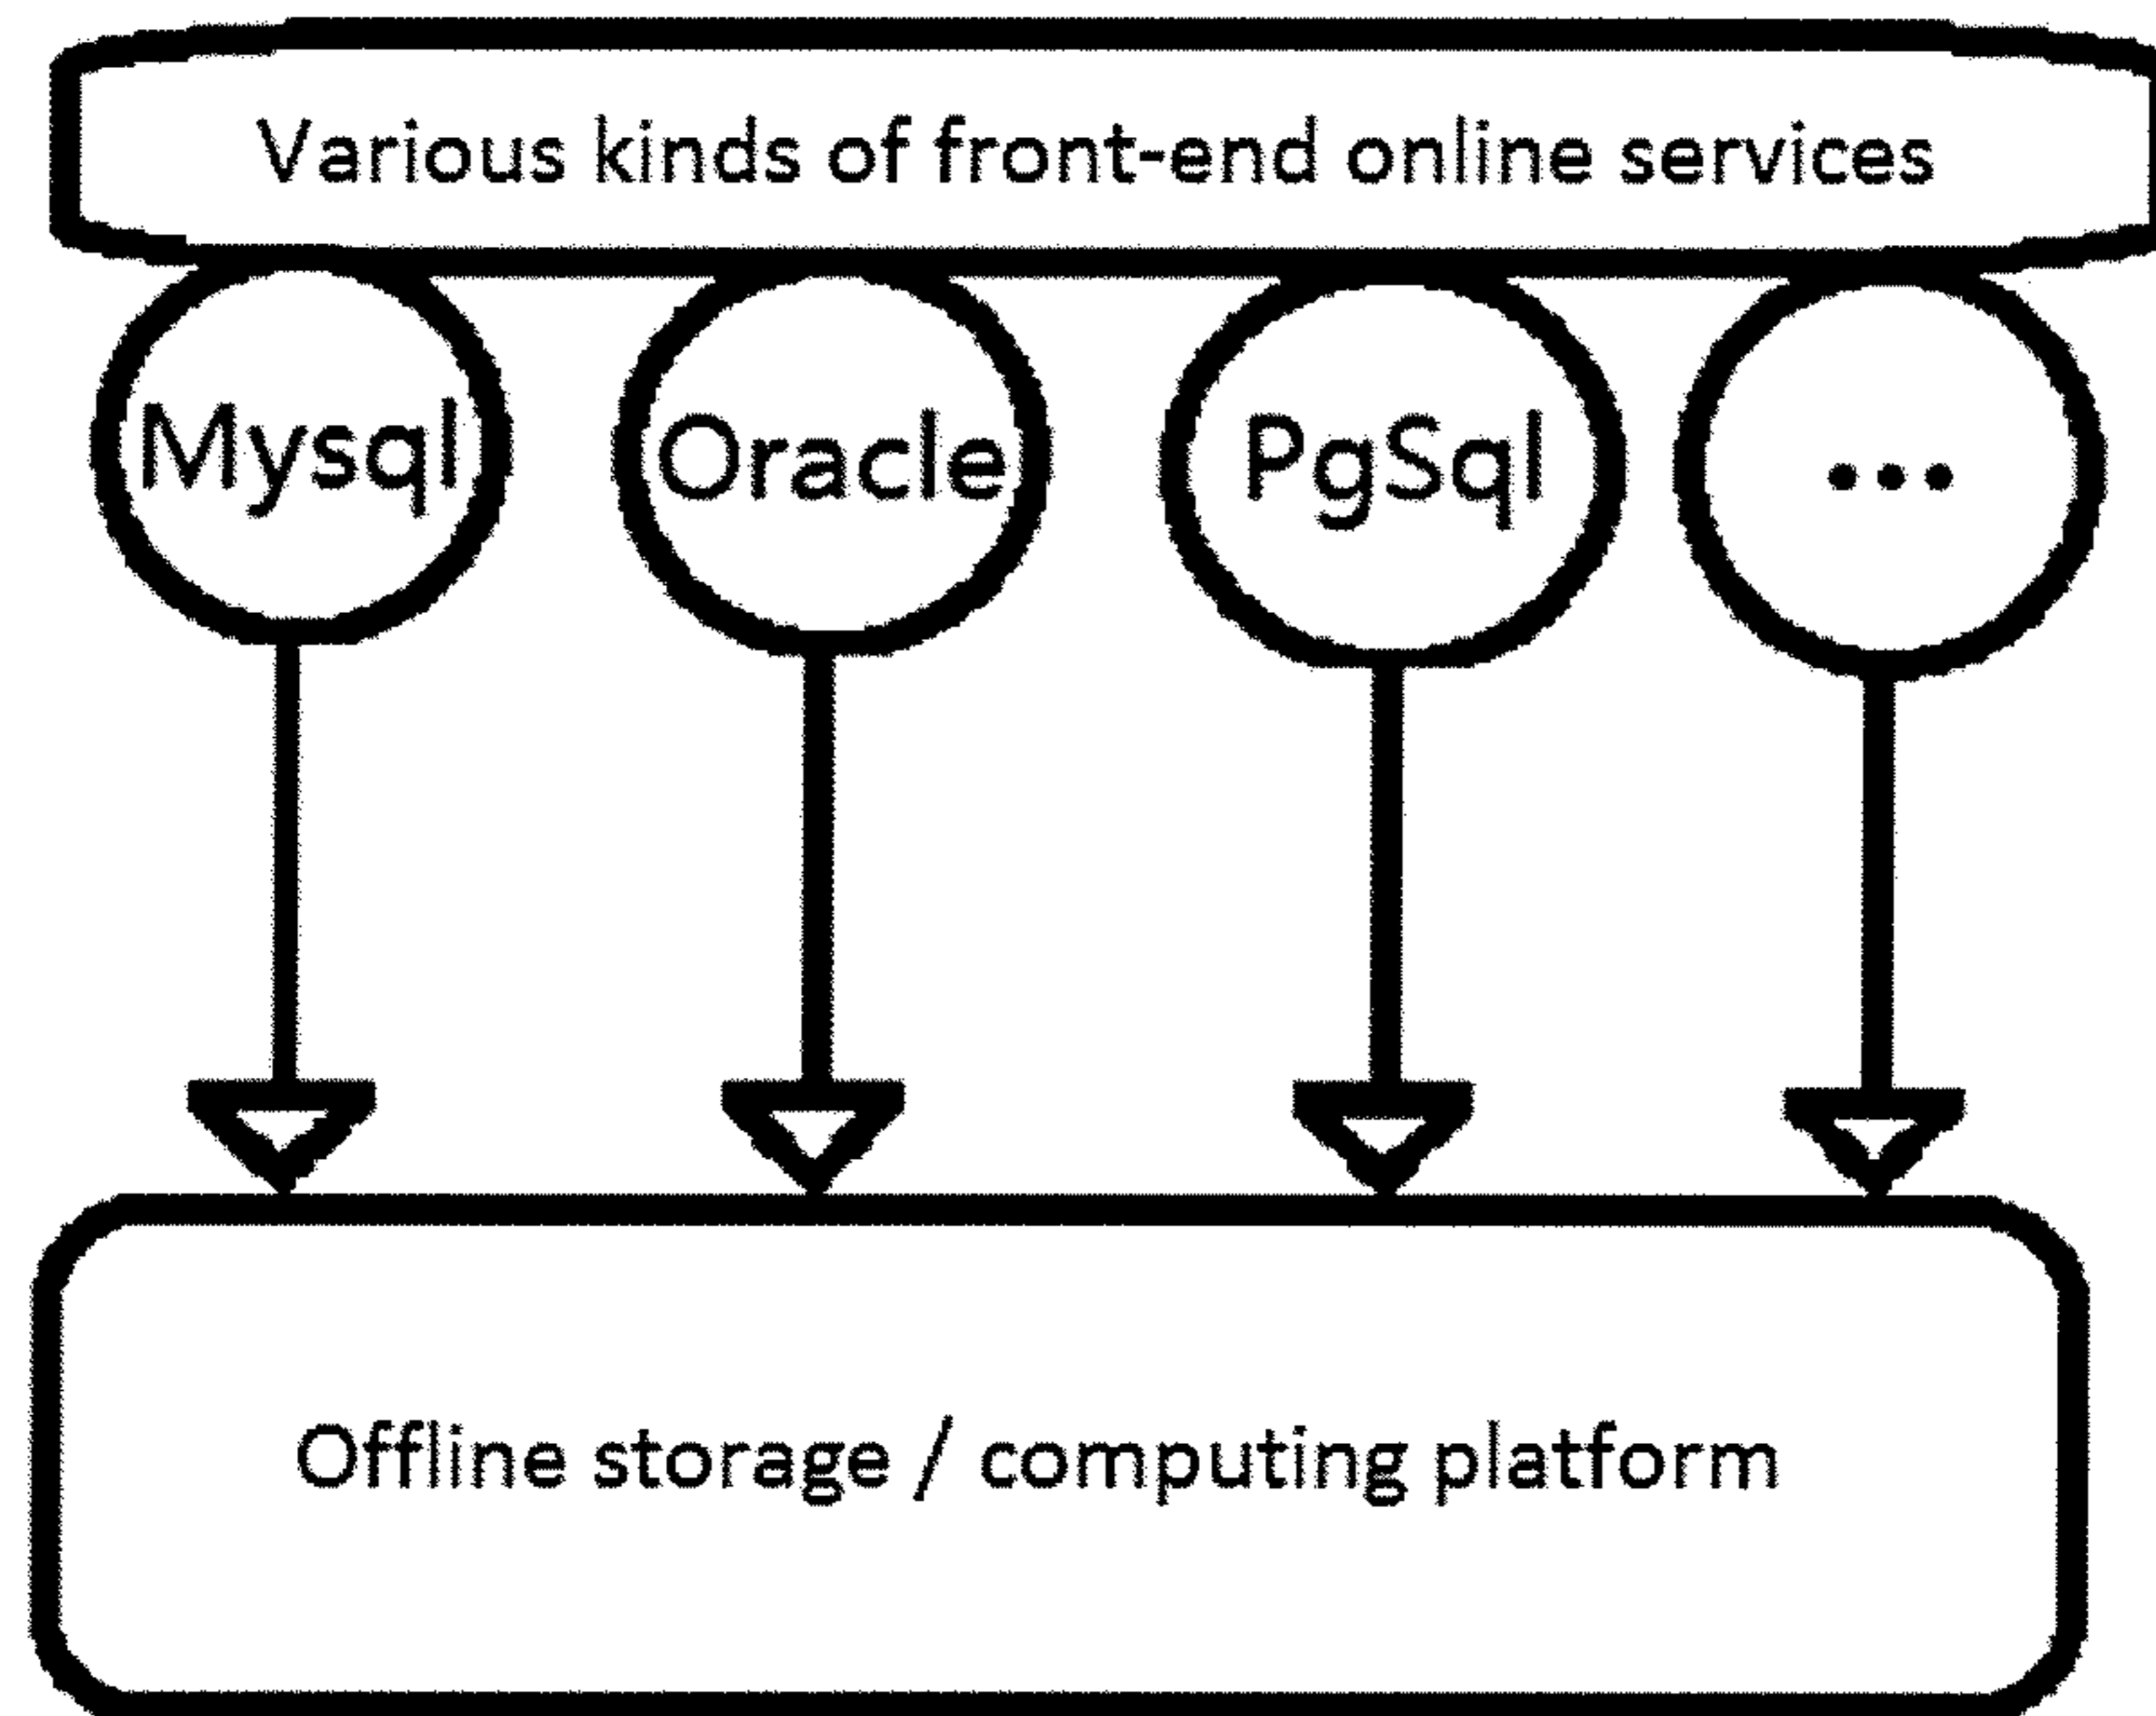 Various kinds of front-end online services
Mysql Oracle PgSql ...
Offline storage / computing platform